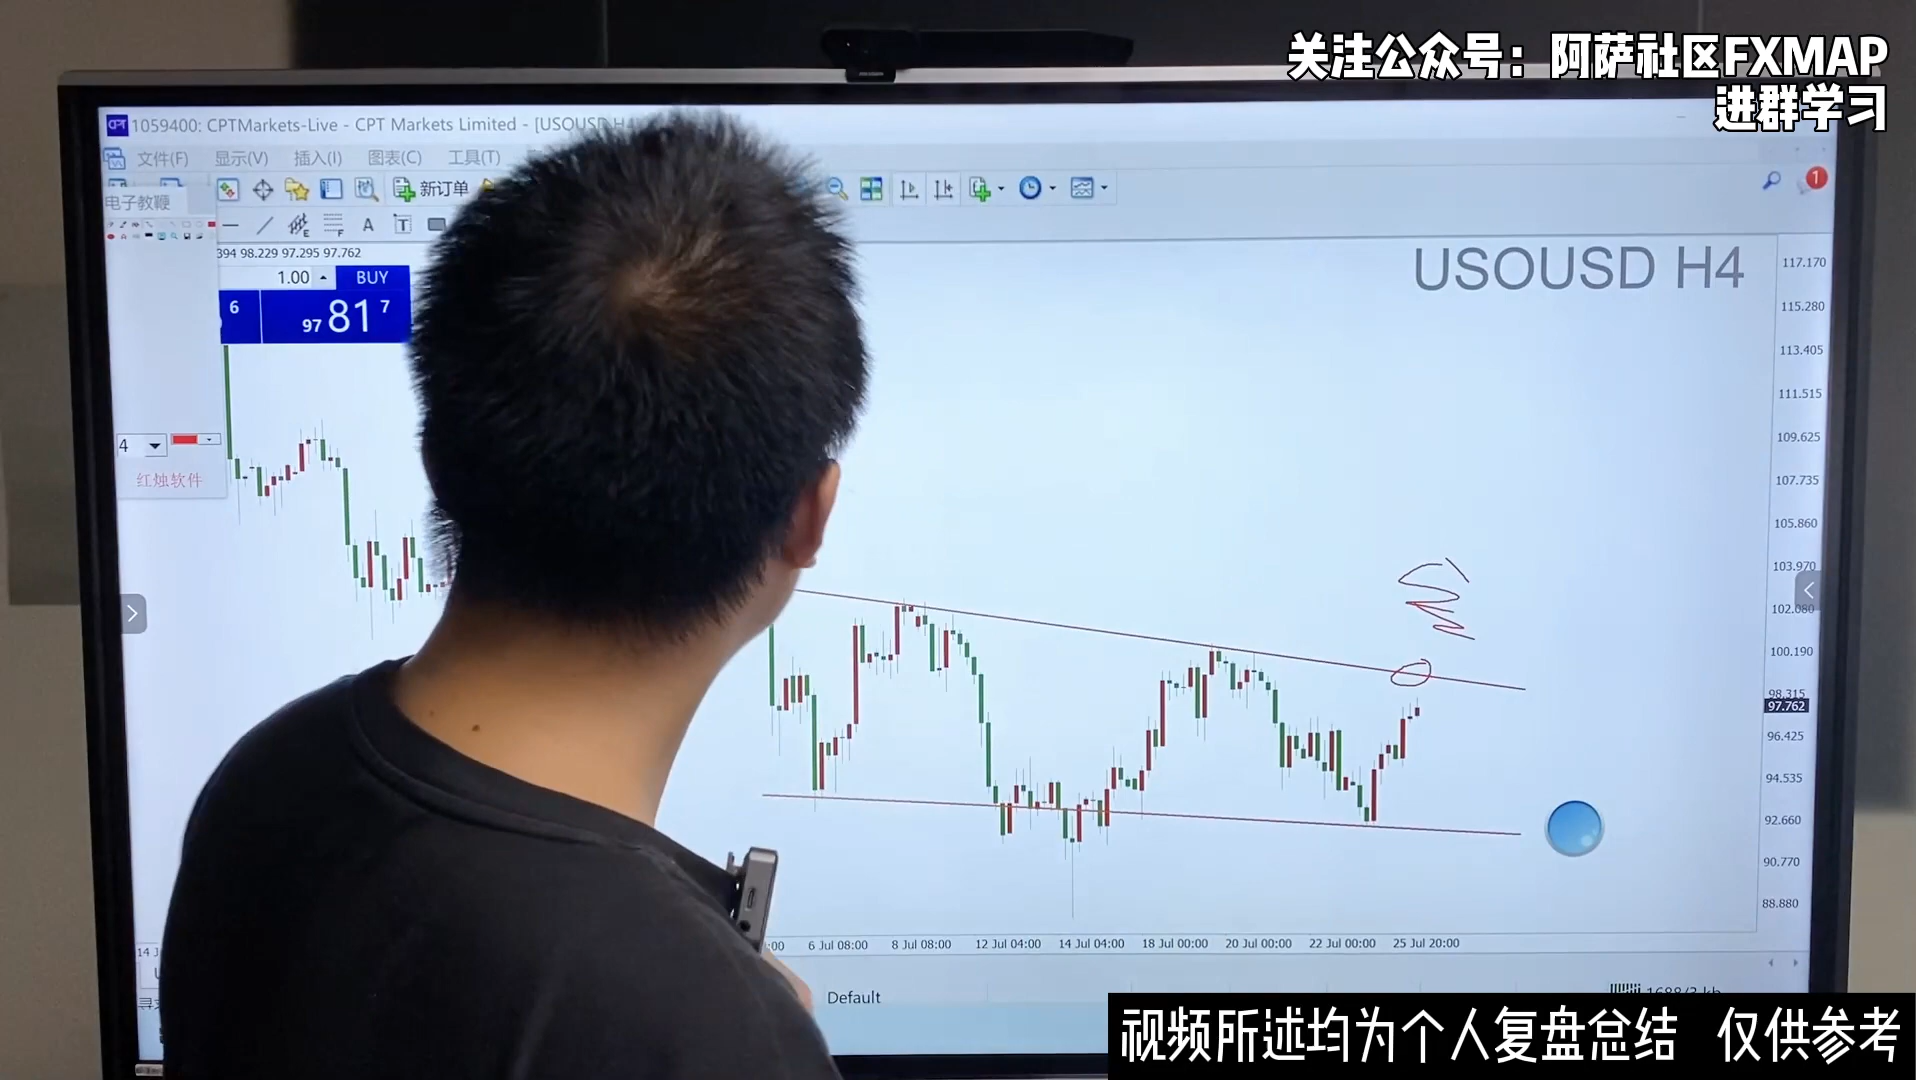 关注公众号：阿萨社区FXMAP
进群学习
1059400: CPTMarkets-Live - CPT Markets Limited - [USOUSD,H4
文件(F) 显示(V) 插入(I) 图表(C) 工具(T)
新订单
1
电子教鞭
E F A T
394 98.229 97.295 97.762
USOUSD H4
1.00 BUY
6 97 81 7
4
红烛软件
117.170
115.280
113.405
111.515
109.625
107.735
105.860
103.970
102.080
100.190
98.315
97.762
96.425
94.535
92.660
90.770
88.880
14 J :00 6 Jul 08:00 8 Jul 08:00 12 Jul 04:00 14 Jul 04:00 18 Jul 00:00 20 Jul 00:00 22 Jul 00:00 25 Jul 20:00
Default 1688/3 kb
视频所述均为个人复盘总结 仅供参考